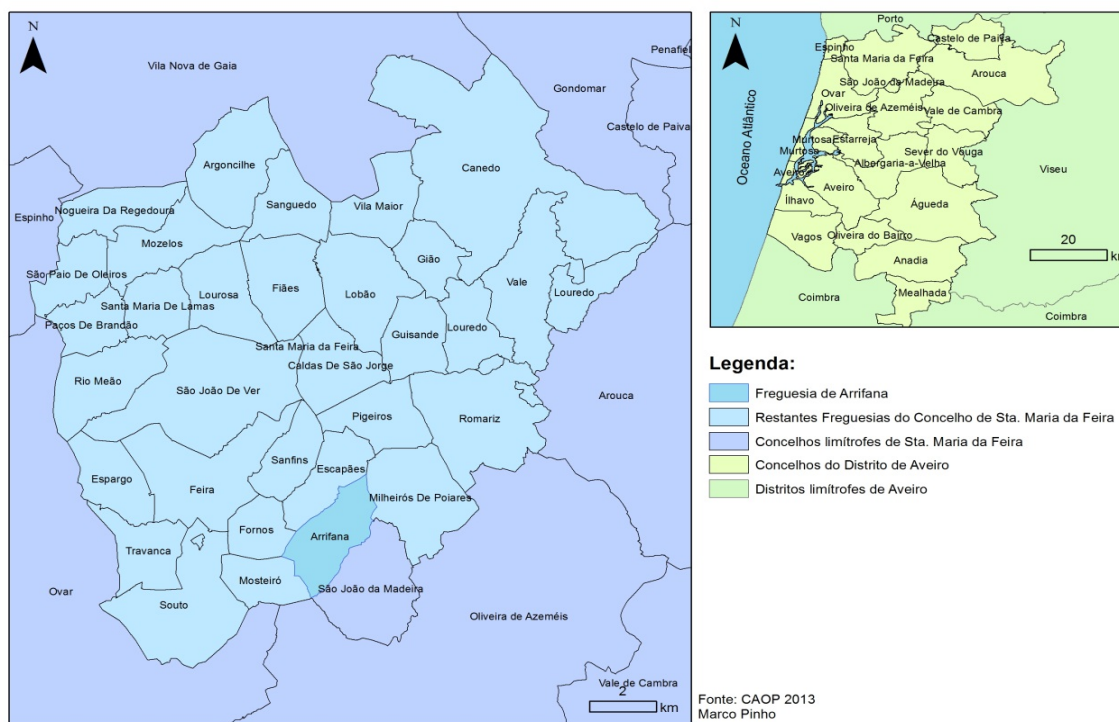 N
Penafiel
Vila Nova de Gaia
Gondomar
Castelo de Paiva
Argoncilhe
Canedo
Sanguedo
Vila Maior
Espinho
Nogueira Da Regedoura
Mozelos
Gião
São Paio De Oleiros
Vale
Fiães
Lourosa
Lobão
Louredo
Santa Maria De Lamas
Paços De Brandão
Guisande
Louredo
Santa Maria da Feira
Caldas De São Jorge
Rio Meão
São João De Ver
Arouca
Pigeiros
Romariz
Sanfins
Escapães
Espargo
Feira
Milheirós De Poiares
Fornos
Arrifana
Travanca
Mosteiró
São João da Madeira
Ovar
Souto
Oliveira de Azeméis
Vale de Cambra
2
km
N
Porto
Castelo de Paiva
Espinho
Santa Maria da Feira
Arouca
São João da Madeira
Ovar
Oliveira de Azeméis
Vale de Cambra
Oceano Atlântico
Murtosa
Estarreja
Murtosa
Sever do Vouga
Albergaria-a-Velha
Viseu
Aveiro
Aveiro
Ílhavo
Águeda
Vagos
Oliveira do Bairro
20
km
Anadia
Coimbra
Mealhada
Coimbra
Legenda:
Freguesia de Arrifana
Restantes Freguesias do Concelho de Sta. Maria da Feira
Concelhos limítrofes de Sta. Maria da Feira
Concelhos do Distrito de Aveiro
Distritos limítrofes de Aveiro
Fonte: CAOP 2013
Marco Pinho